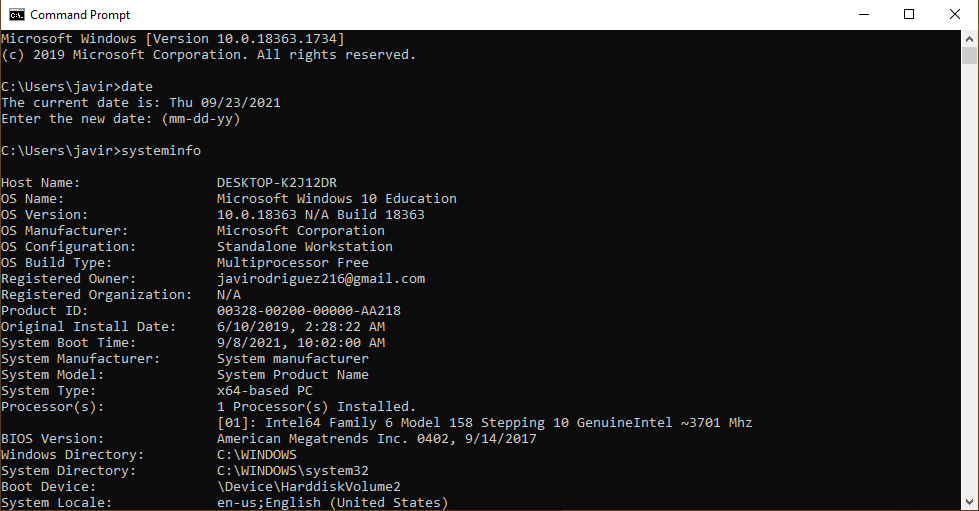 Command Prompt
Microsoft Windows [Version 10.0.18363.1734]
(c) 2019 Microsoft Corporation. All rights reserved.
C:\Users\javir>date
The current date is: Thu 09/23/2021
Enter the new date: (mm-dd-yy)
C:\Users\javir>systeminfo
Host Name:                 DESKTOP-K2J12DR
OS Name:                   Microsoft Windows 10 Education
OS Version:                10.0.18363 N/A Build 18363
OS Manufacturer:           Microsoft Corporation
OS Configuration:          Standalone Workstation
OS Build Type:             Multiprocessor Free
Registered Owner:          javirodriguez216@gmail.com
Registered Organization:   N/A
Product ID:                00328-00200-00000-AA218
Original Install Date:     6/10/2019, 2:28:22 AM
System Boot Time:          9/8/2021, 10:02:00 AM
System Manufacturer:       System manufacturer
System Model:              System Product Name
System Type:               x64-based PC
Processor(s):              1 Processor(s) Installed.
                           [01]: Intel64 Family 6 Model 158 Stepping 10 GenuineIntel ~3701 Mhz
BIOS Version:              American Megatrends Inc. 0402, 9/14/2017
Windows Directory:         C:\WINDOWS
System Directory:          C:\WINDOWS\system32
Boot Device:               \Device\HarddiskVolume2
System Locale:             en-us;English (United States)